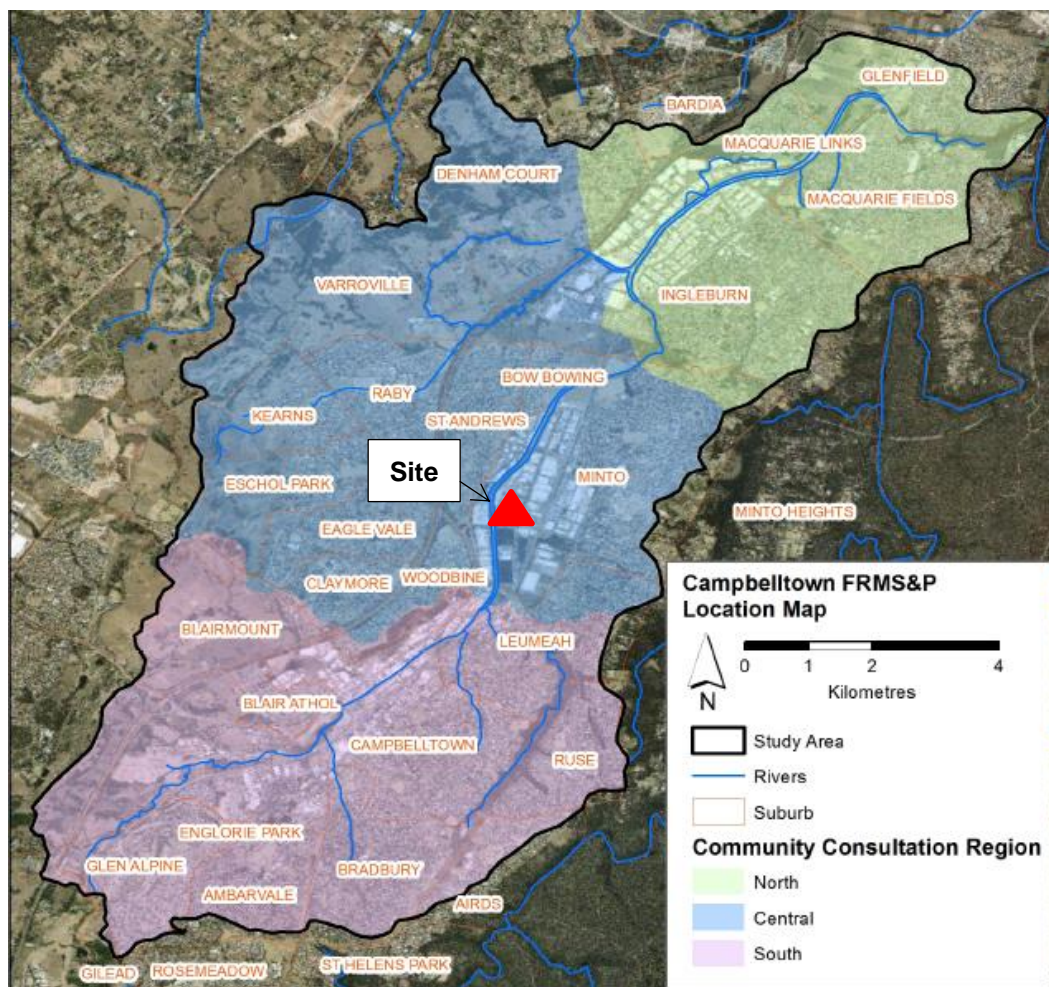 GLENFIELD
BARDIA
MACQUARIE LINKS
DENHAM COURT
MACQUARIE FIELDS
VARROVILLE
INGLEBURN
BOW BOWING
RABY
KEARNS
ST ANDREWS
Site
MINTO
ESCHOL PARK
MINTO HEIGHTS
EAGLE VALE
WOODBINE
CLAYMORE
BLAIRMOUNT
LEUMEAH
BLAIR ATHOL
CAMPBELLTOWN
RUSE
ENGLORIE PARK
GLEN ALPINE
BRADBURY
AMBARVALE
AIRDS
GILEAD
ROSEMEADOW
ST HELENS PARK
Campbelltown FRMS&P
Location Map
N
0 1 2 4
Kilometres
Study Area
Rivers
Suburb
Community Consultation Region
North
Central
South